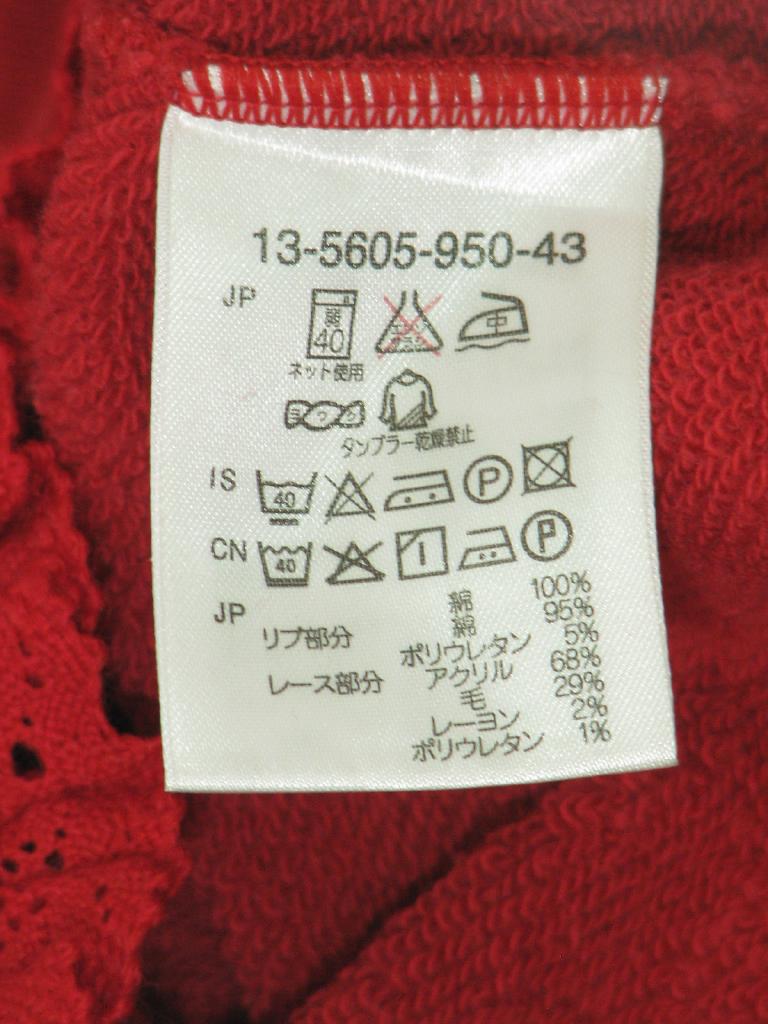 13-5605-950-43
JP 弱 40 中
ネット使用
タンブラー乾燥禁止
IS 40 P
CN 40 P
JP 綿 100%
リブ部分 綿 95%
ポリウレタン 5%
レース部分 アクリル 68%
毛 29%
レーヨン 2%
ポリウレタン 1%